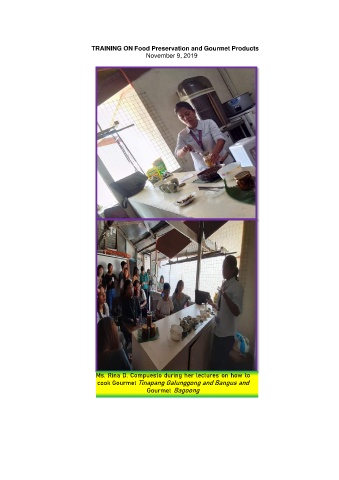 TRAINING ON Food Preservation and Gourmet Products
November 9, 2019
Ms. Rina D. Compuesto during her lectures on how to
cook Gourmet Tinapang Galunggong and Bangus and
Gourmet Bagoong